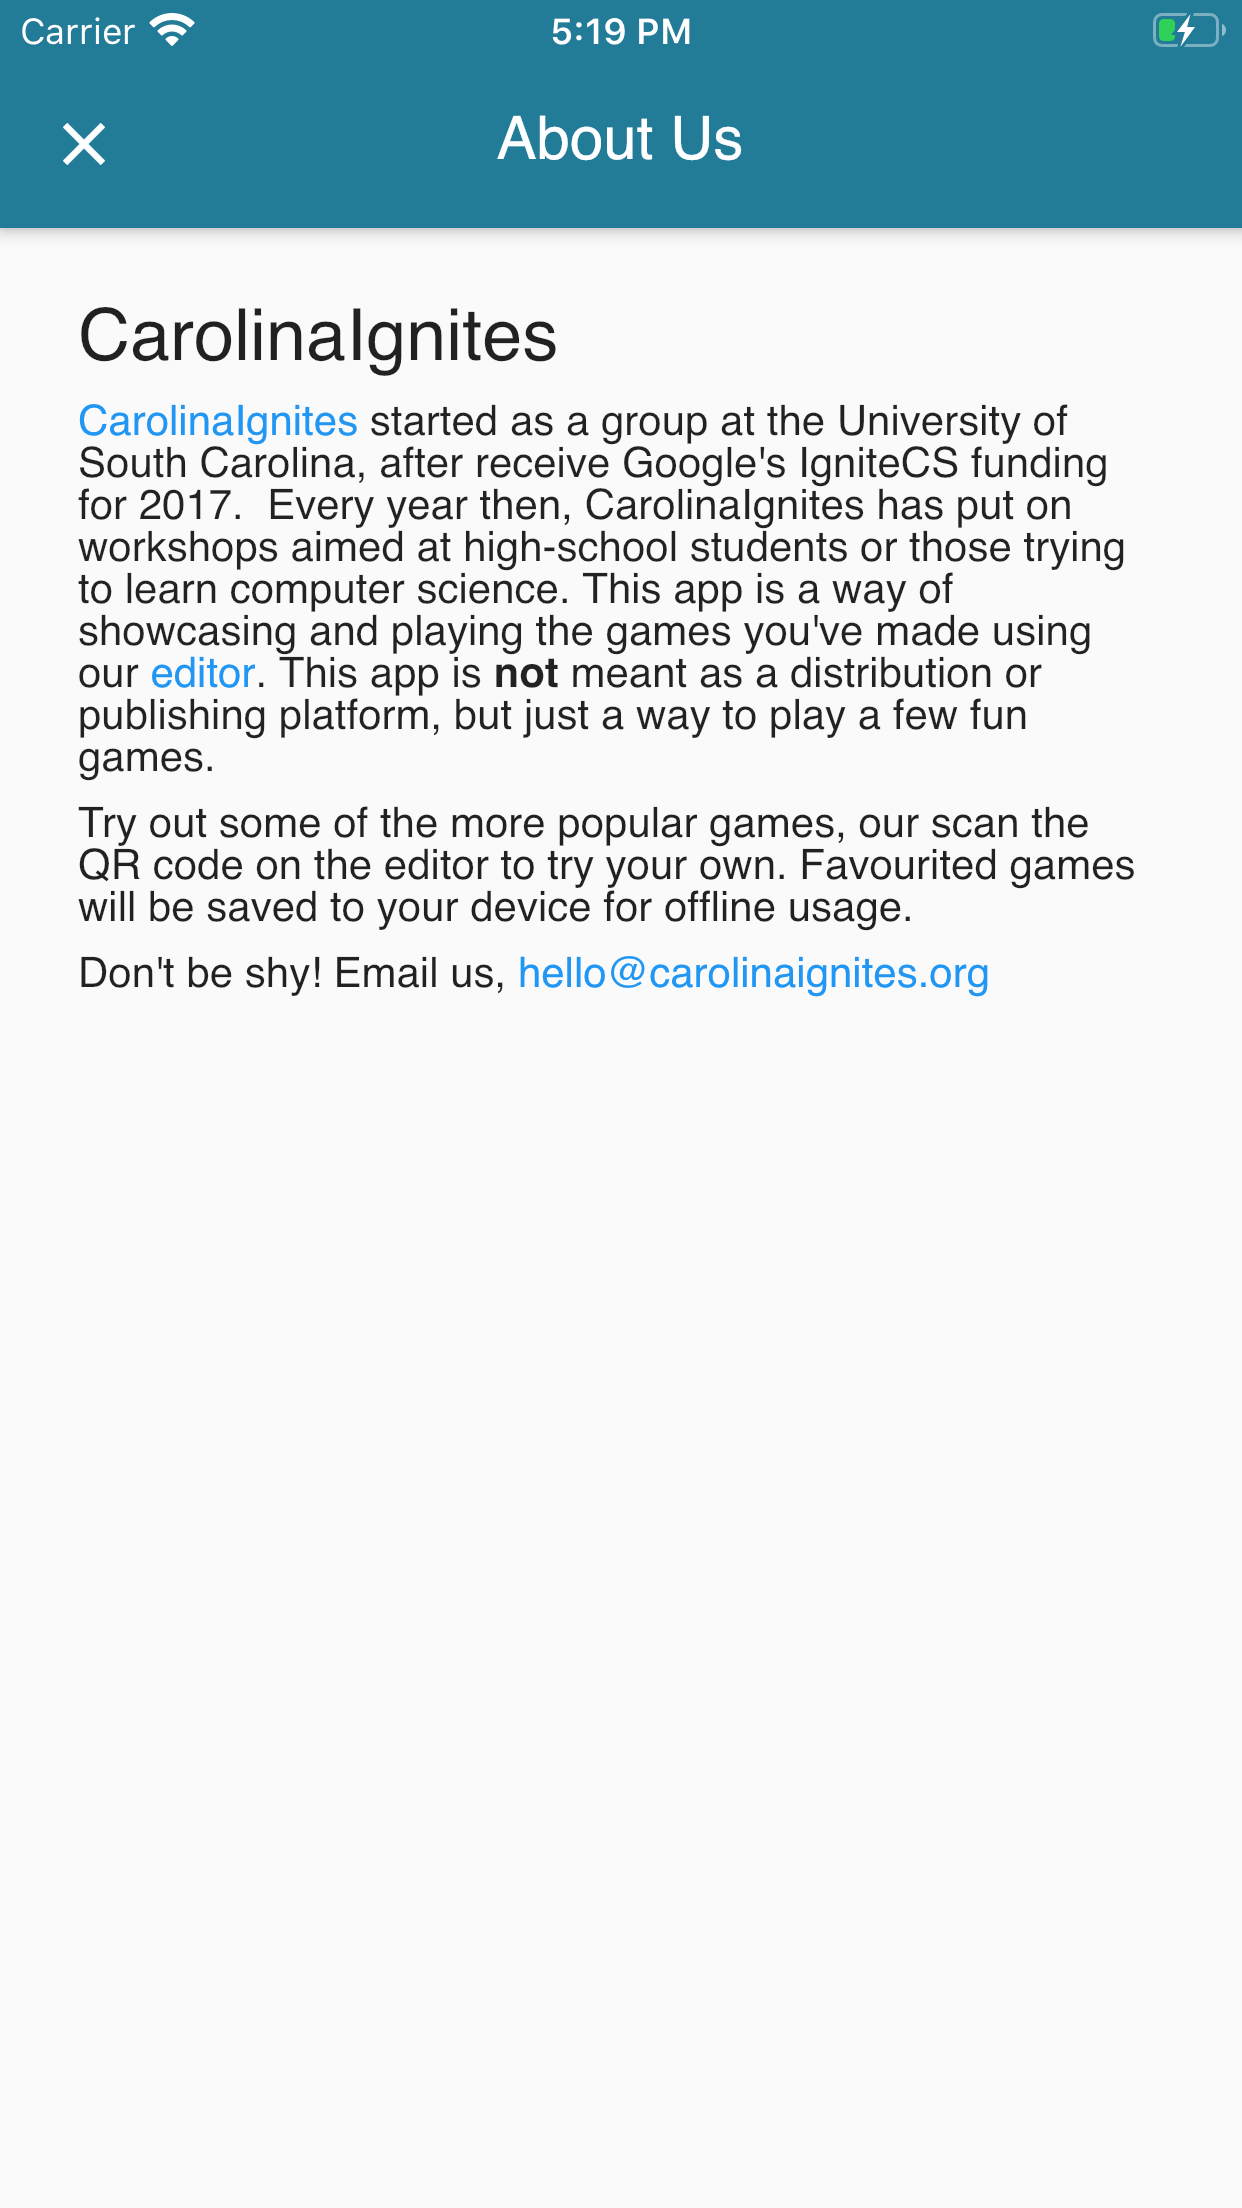 Carrier
5:19 PM
About Us
CarolinaIgnites
CarolinaIgnites started as a group at the University of
South Carolina, after receive Google's IgniteCS funding
for 2017.  Every year then, CarolinaIgnites has put on
workshops aimed at high-school students or those trying
to learn computer science. This app is a way of
showcasing and playing the games you've made using
our editor. This app is not meant as a distribution or
publishing platform, but just a way to play a few fun
games.
Try out some of the more popular games, our scan the
QR code on the editor to try your own. Favourited games
will be saved to your device for offline usage.
Don't be shy! Email us, hello@carolinaignites.org